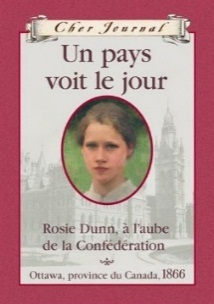 Cher Journal
Un pays
voit le jour
Rosie Dunn, à l'aube
de la Confédération
Ottawa, province du Canada, 1866